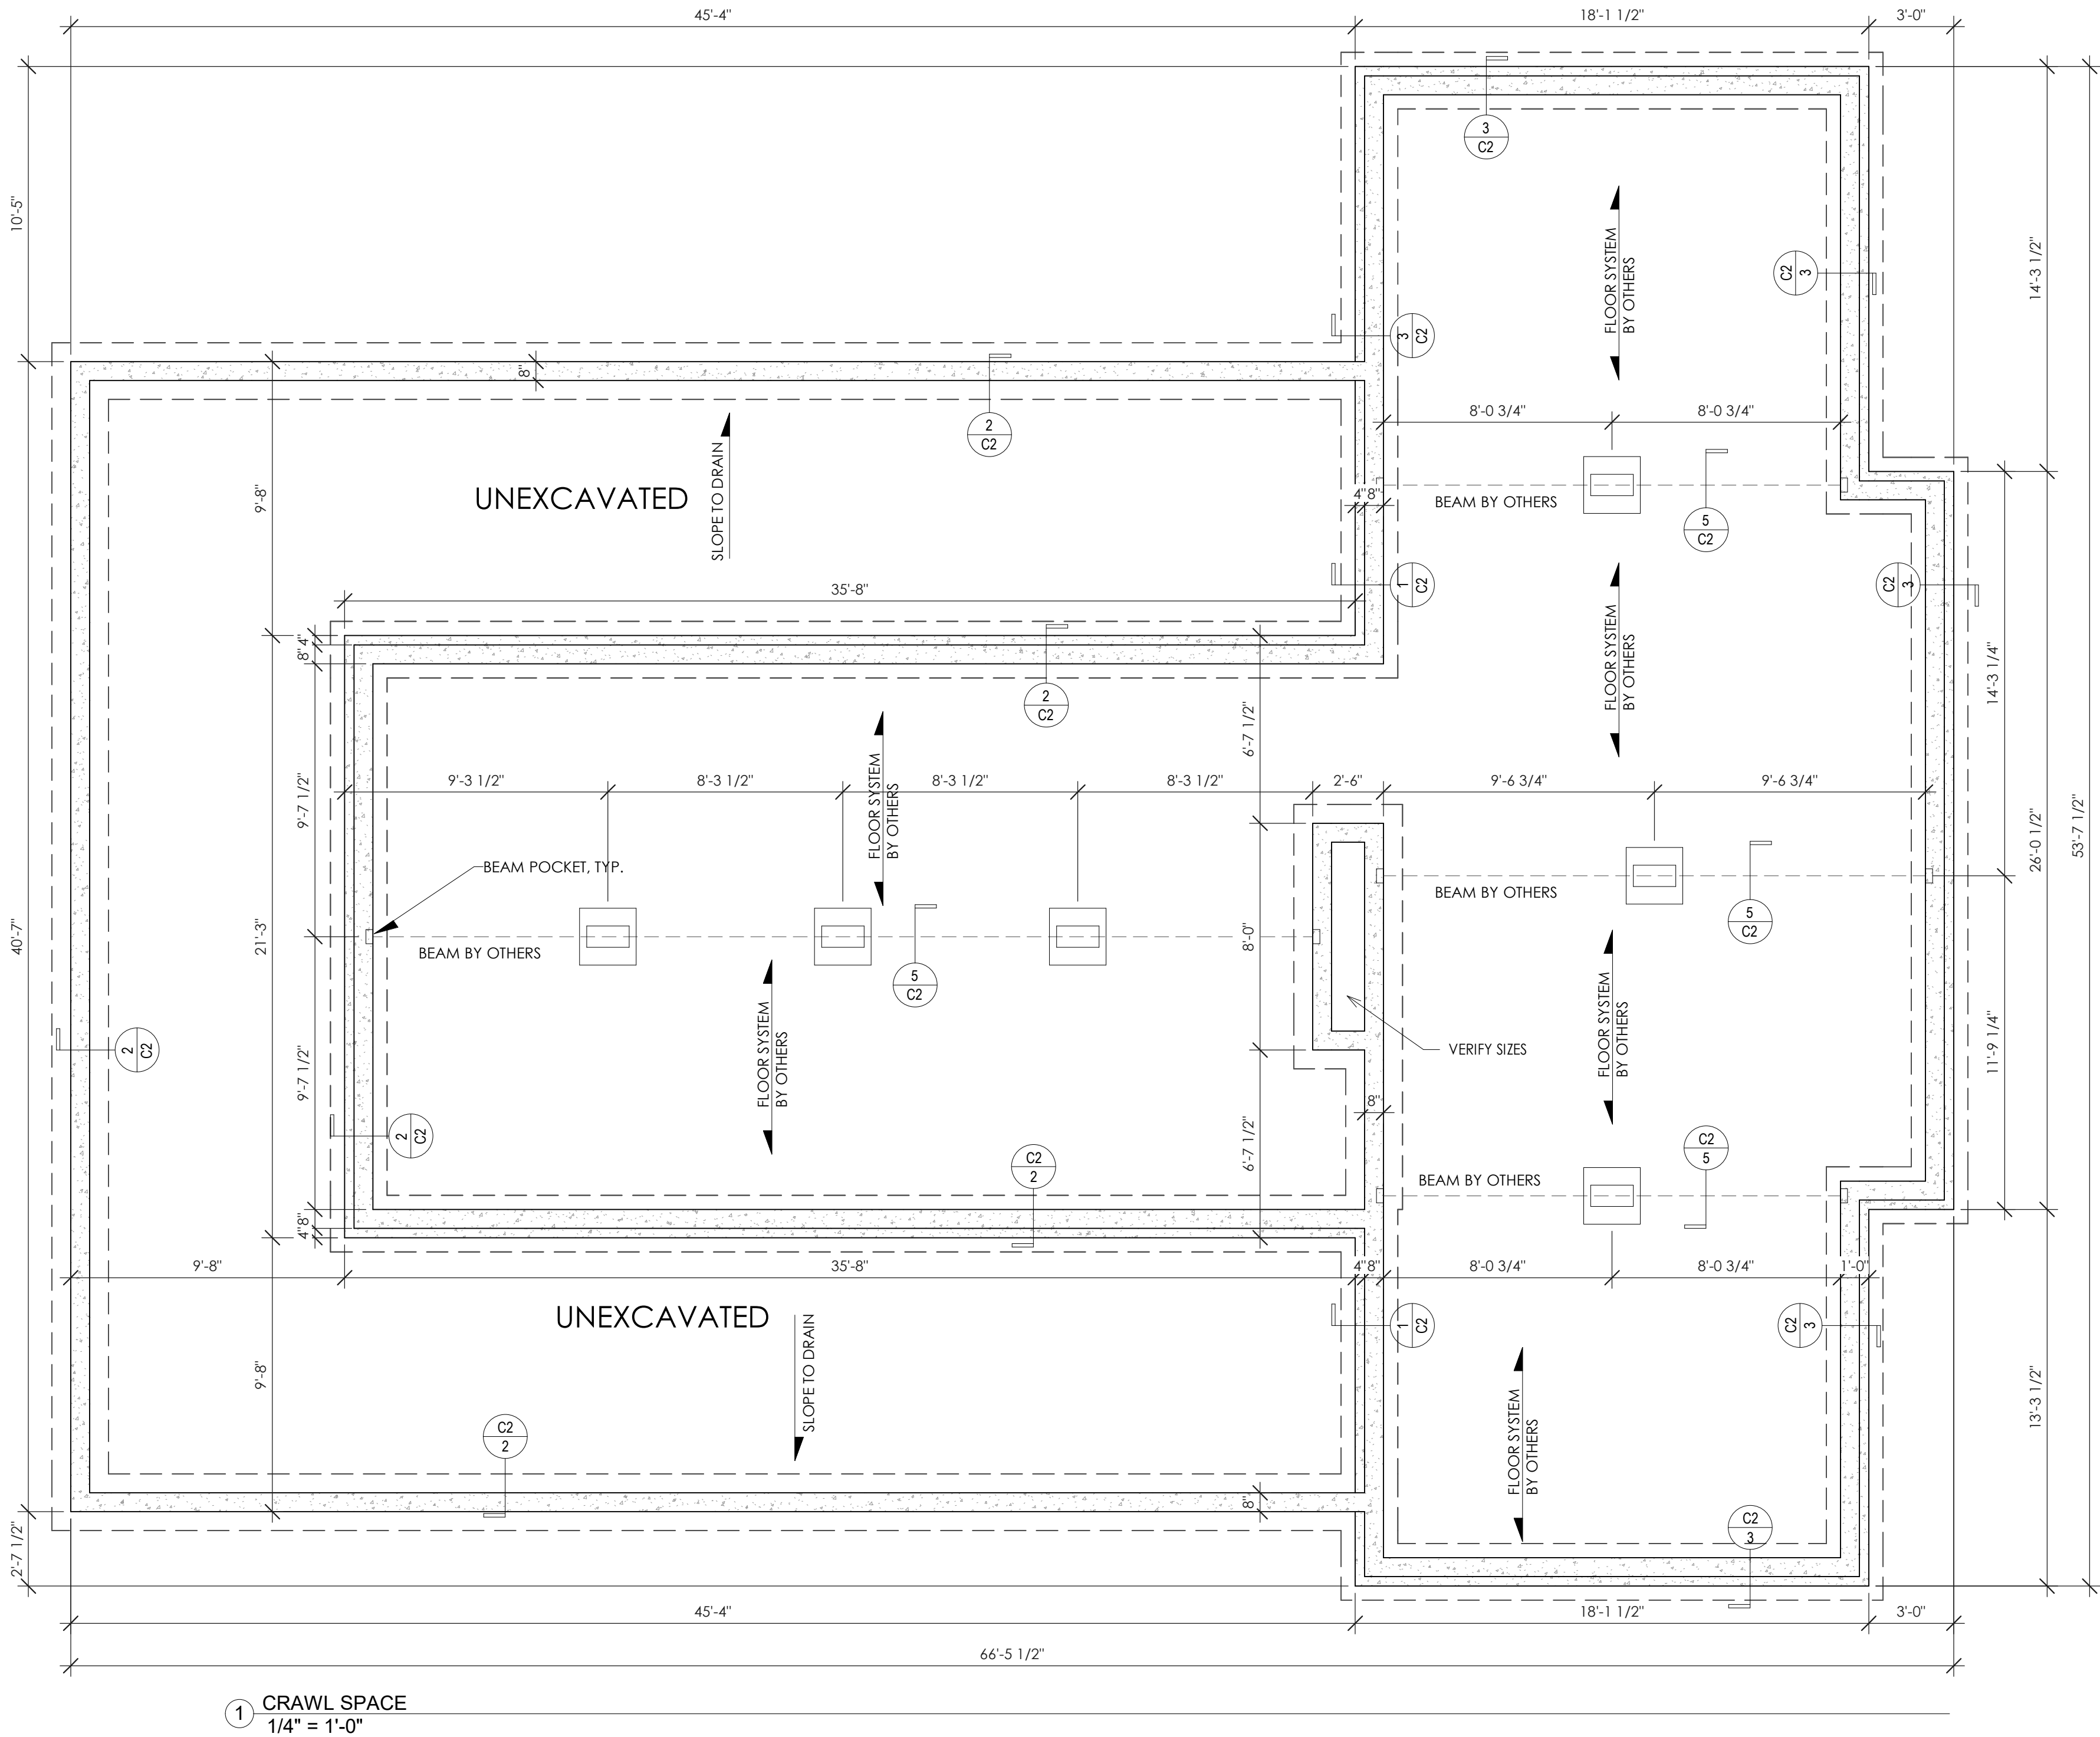 45'-4"
18'-1 1/2"
3'-0"
10'-5"
3
C2
14'-3 1/2"
FLOOR SYSTEM
BY OTHERS
C2
3
3
C2
8"
2
C2
8'-0 3/4"
8'-0 3/4"
9'-8"
UNEXCAVATED
SLOPE TO DRAIN
4"
8"
BEAM BY OTHERS
5
C2
35'-8"
1
C2
C2
3
4"
8"
FLOOR SYSTEM
BY OTHERS
14'-3 1/4"
2
C2
6'-7 1/2"
9'-7 1/2"
9'-3 1/2"
8'-3 1/2"
8'-3 1/2"
8'-3 1/2"
2'-6"
9'-6 3/4"
9'-6 3/4"
FLOOR SYSTEM
BY OTHERS
26'-0 1/2"
53'-7 1/2"
BEAM POCKET, TYP.
BEAM BY OTHERS
5
C2
40'-7"
21'-3"
BEAM BY OTHERS
8'-0"
5
C2
FLOOR SYSTEM
BY OTHERS
VERIFY SIZES
FLOOR SYSTEM
BY OTHERS
11'-9 1/4"
2
C2
9'-7 1/2"
8"
6'-7 1/2"
2
C2
C2
2
C2
5
BEAM BY OTHERS
8"
4"
9'-8"
35'-8"
4"
8"
8'-0 3/4"
8'-0 3/4"
1'-0"
UNEXCAVATED
SLOPE TO DRAIN
1
C2
C2
3
9'-8"
FLOOR SYSTEM
BY OTHERS
13'-3 1/2"
C2
2
8"
C2
3
2'-7 1/2"
45'-4"
18'-1 1/2"
3'-0"
66'-5 1/2"
1
CRAWL SPACE
1/4" = 1'-0"